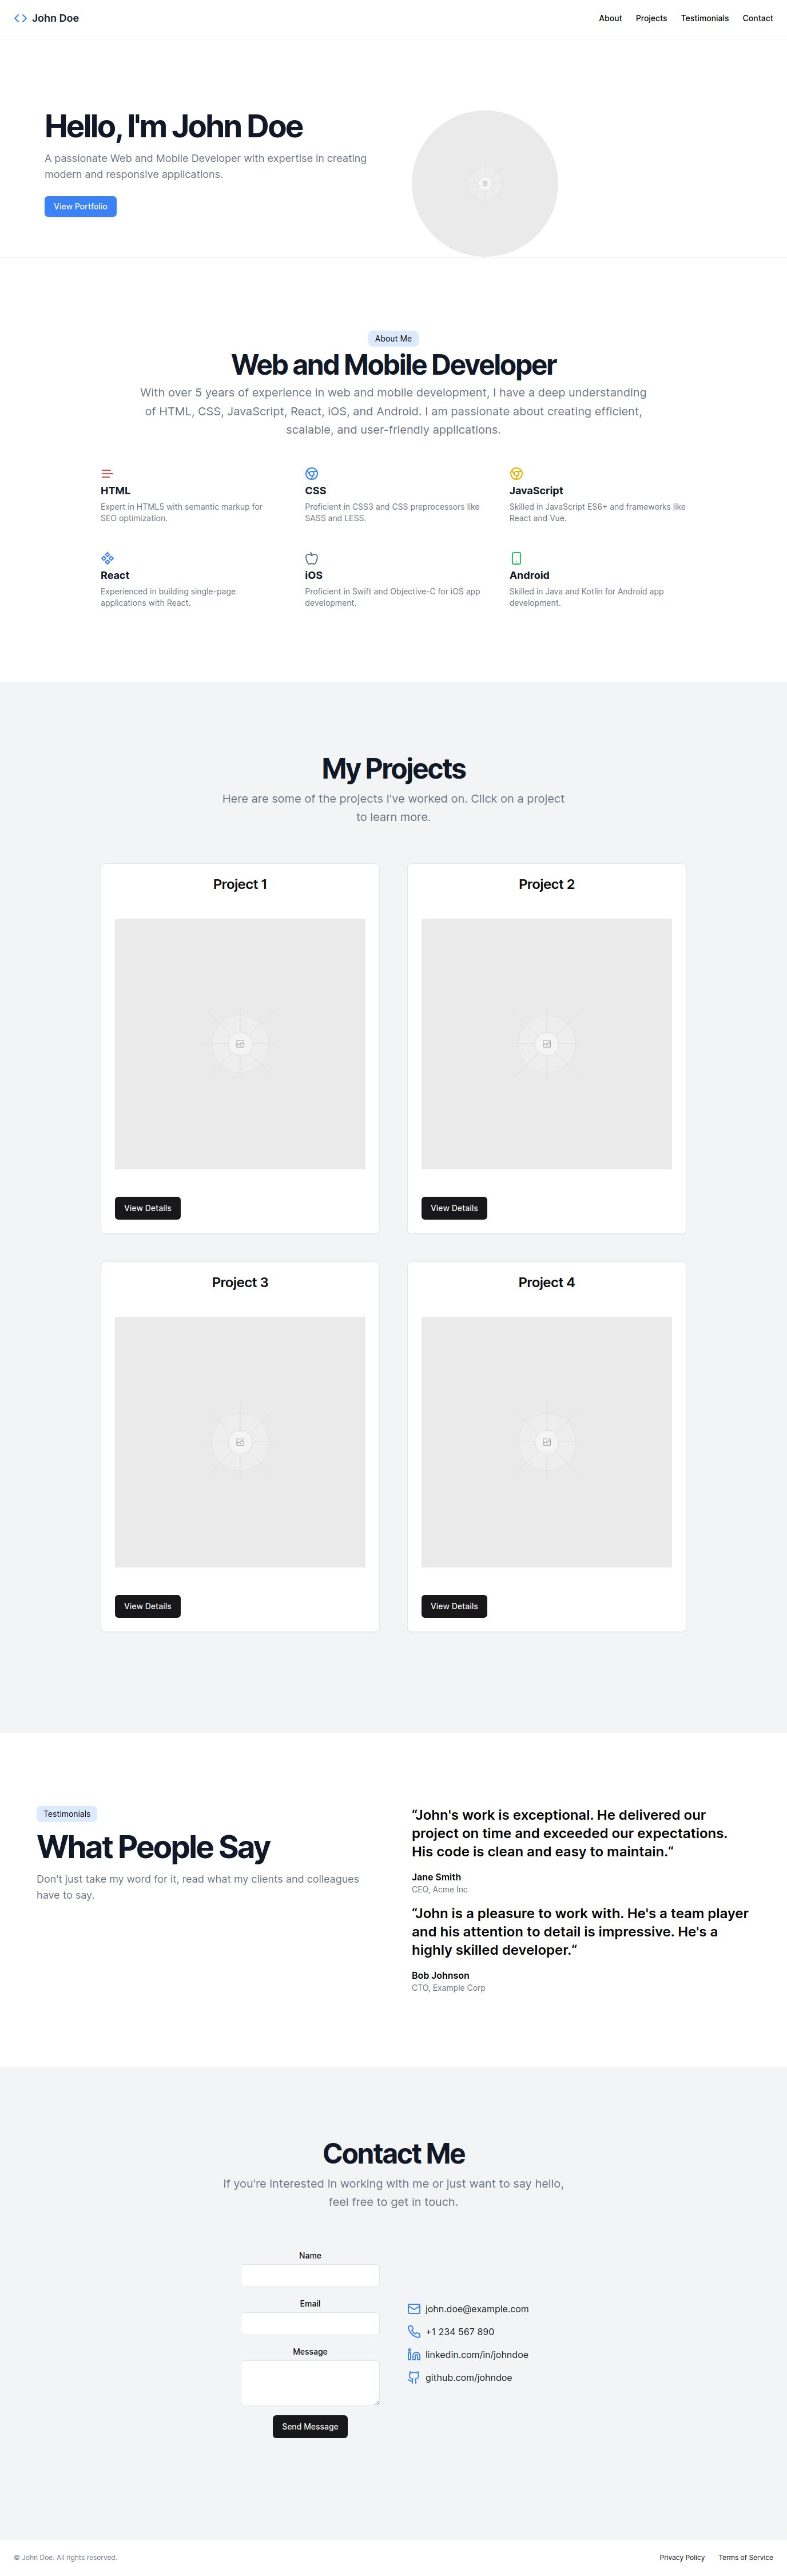 John Doe
About
Projects
Testimonials
Contact
Hello, I'm John Doe
A passionate Web and Mobile Developer with expertise in creating
modern and responsive applications.
View Portfolio
About Me
Web and Mobile Developer
With over 5 years of experience in web and mobile development, I have a deep understanding
of HTML, CSS, JavaScript, React, iOS, and Android. I am passionate about creating efficient,
scalable, and user-friendly applications.
HTML
Expert in HTML5 with semantic markup for
SEO optimization.
CSS
Proficient in CSS3 and CSS preprocessors like
SASS and LESS.
JavaScript
Skilled in JavaScript ES6+ and frameworks like
React and Vue.
React
Experienced in building single-page
applications with React.
iOS
Proficient in Swift and Objective-C for iOS app
development.
Android
Skilled in Java and Kotlin for Android app
development.
My Projects
Here are some of the projects I've worked on. Click on a project
to learn more.
Project 1
View Details
Project 2
View Details
Project 3
View Details
Project 4
View Details
Testimonials
What People Say
Don't just take my word for it, read what my clients and colleagues
have to say.
“John's work is exceptional. He delivered our
project on time and exceeded our expectations.
His code is clean and easy to maintain.“
Jane Smith
CEO, Acme Inc
“John is a pleasure to work with. He's a team player
and his attention to detail is impressive. He's a
highly skilled developer.“
Bob Johnson
CTO, Example Corp
Contact Me
If you're interested in working with me or just want to say hello,
feel free to get in touch.
Name
Email
Message
Send Message
john.doe@example.com
+1 234 567 890
linkedin.com/in/johndoe
github.com/johndoe
© John Doe. All rights reserved.
Privacy Policy
Terms of Service